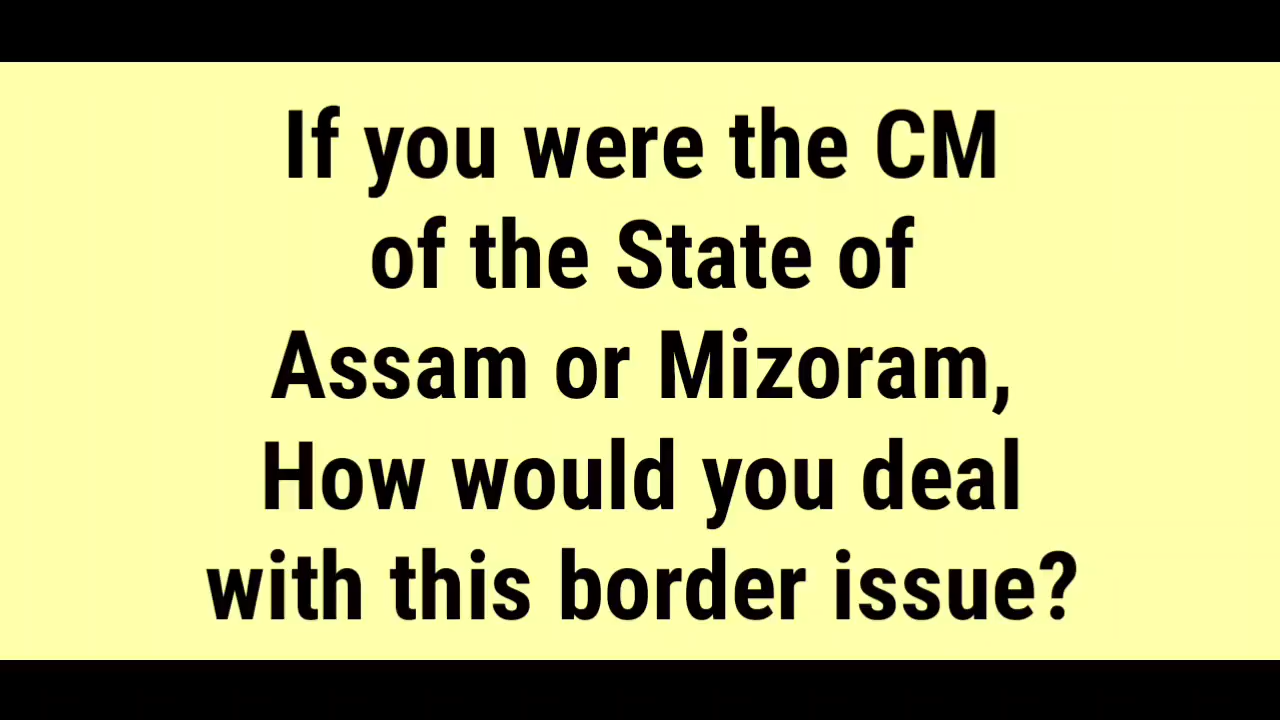 If you were the CM
of the State of
Assam or Mizoram,
How would you deal
with this border issue?